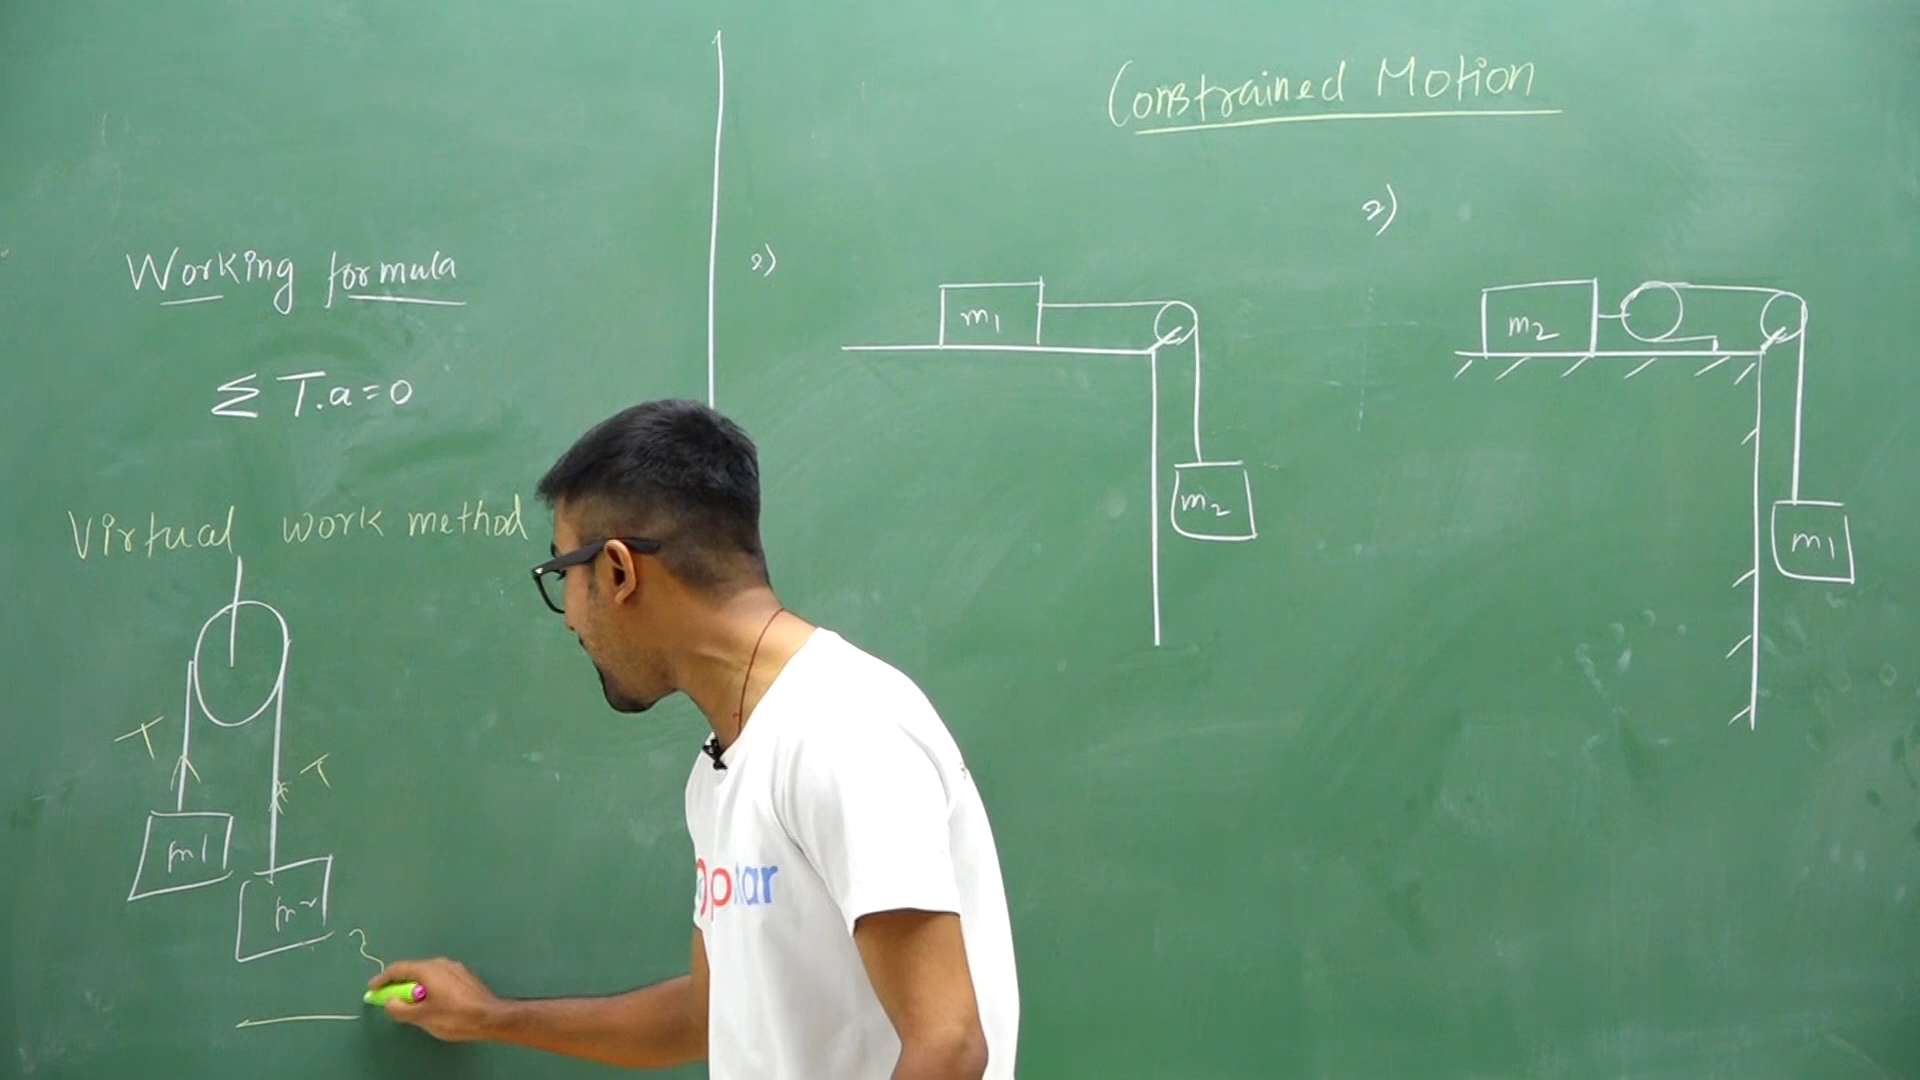 Constrained Motion
Working formula
Σ T.a=0
Virtual work method
T
T
m1
m2
2)
m1
m2
2)
m2
m1